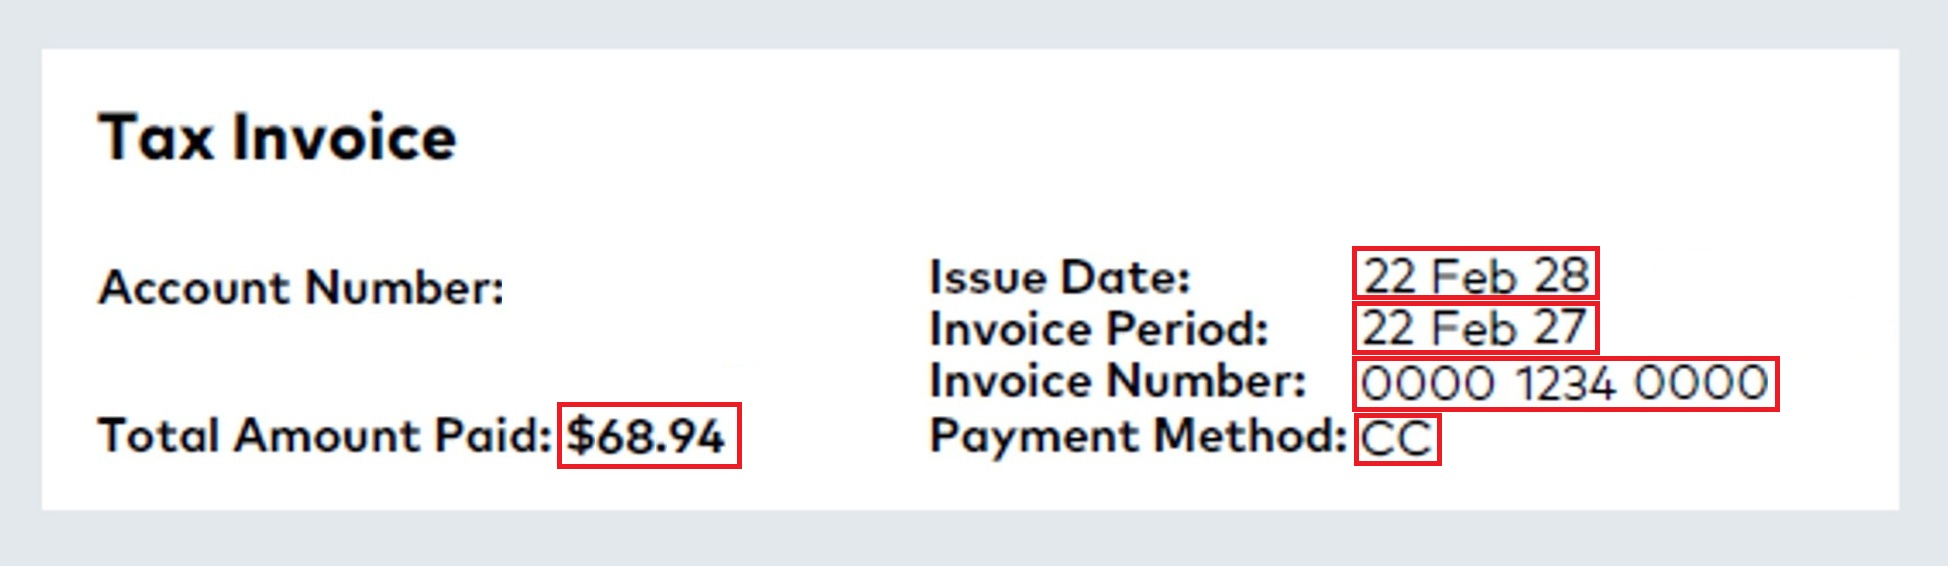 Tax Invoice
Account Number:
Total Amount Paid: $68.94
Issue Date: 22 Feb 28
Invoice Period: 22 Feb 27
Invoice Number: 0000 1234 0000
Payment Method: CC